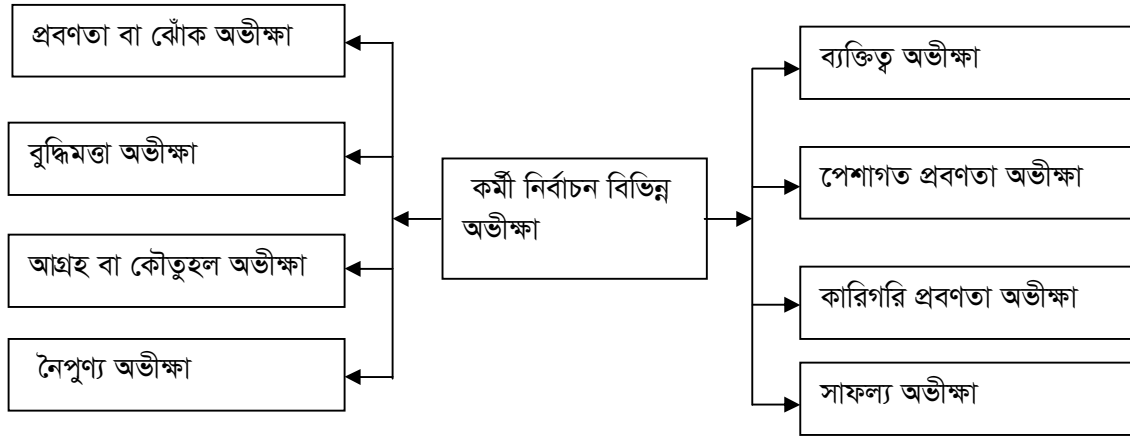 প্রবণতা বা ঝোঁক অভীক্ষা
বুদ্ধিমত্তা অভীক্ষা
আগ্রহ বা কৌতুহল অভীক্ষা
নৈপুণ্য অভীক্ষা
কর্মী নির্বাচন বিভিন্ন
অভীক্ষা
ব্যক্তিত্ব অভীক্ষা
পেশাগত প্রবণতা অভীক্ষা
কারিগরি প্রবণতা অভীক্ষা
সাফল্য অভীক্ষা